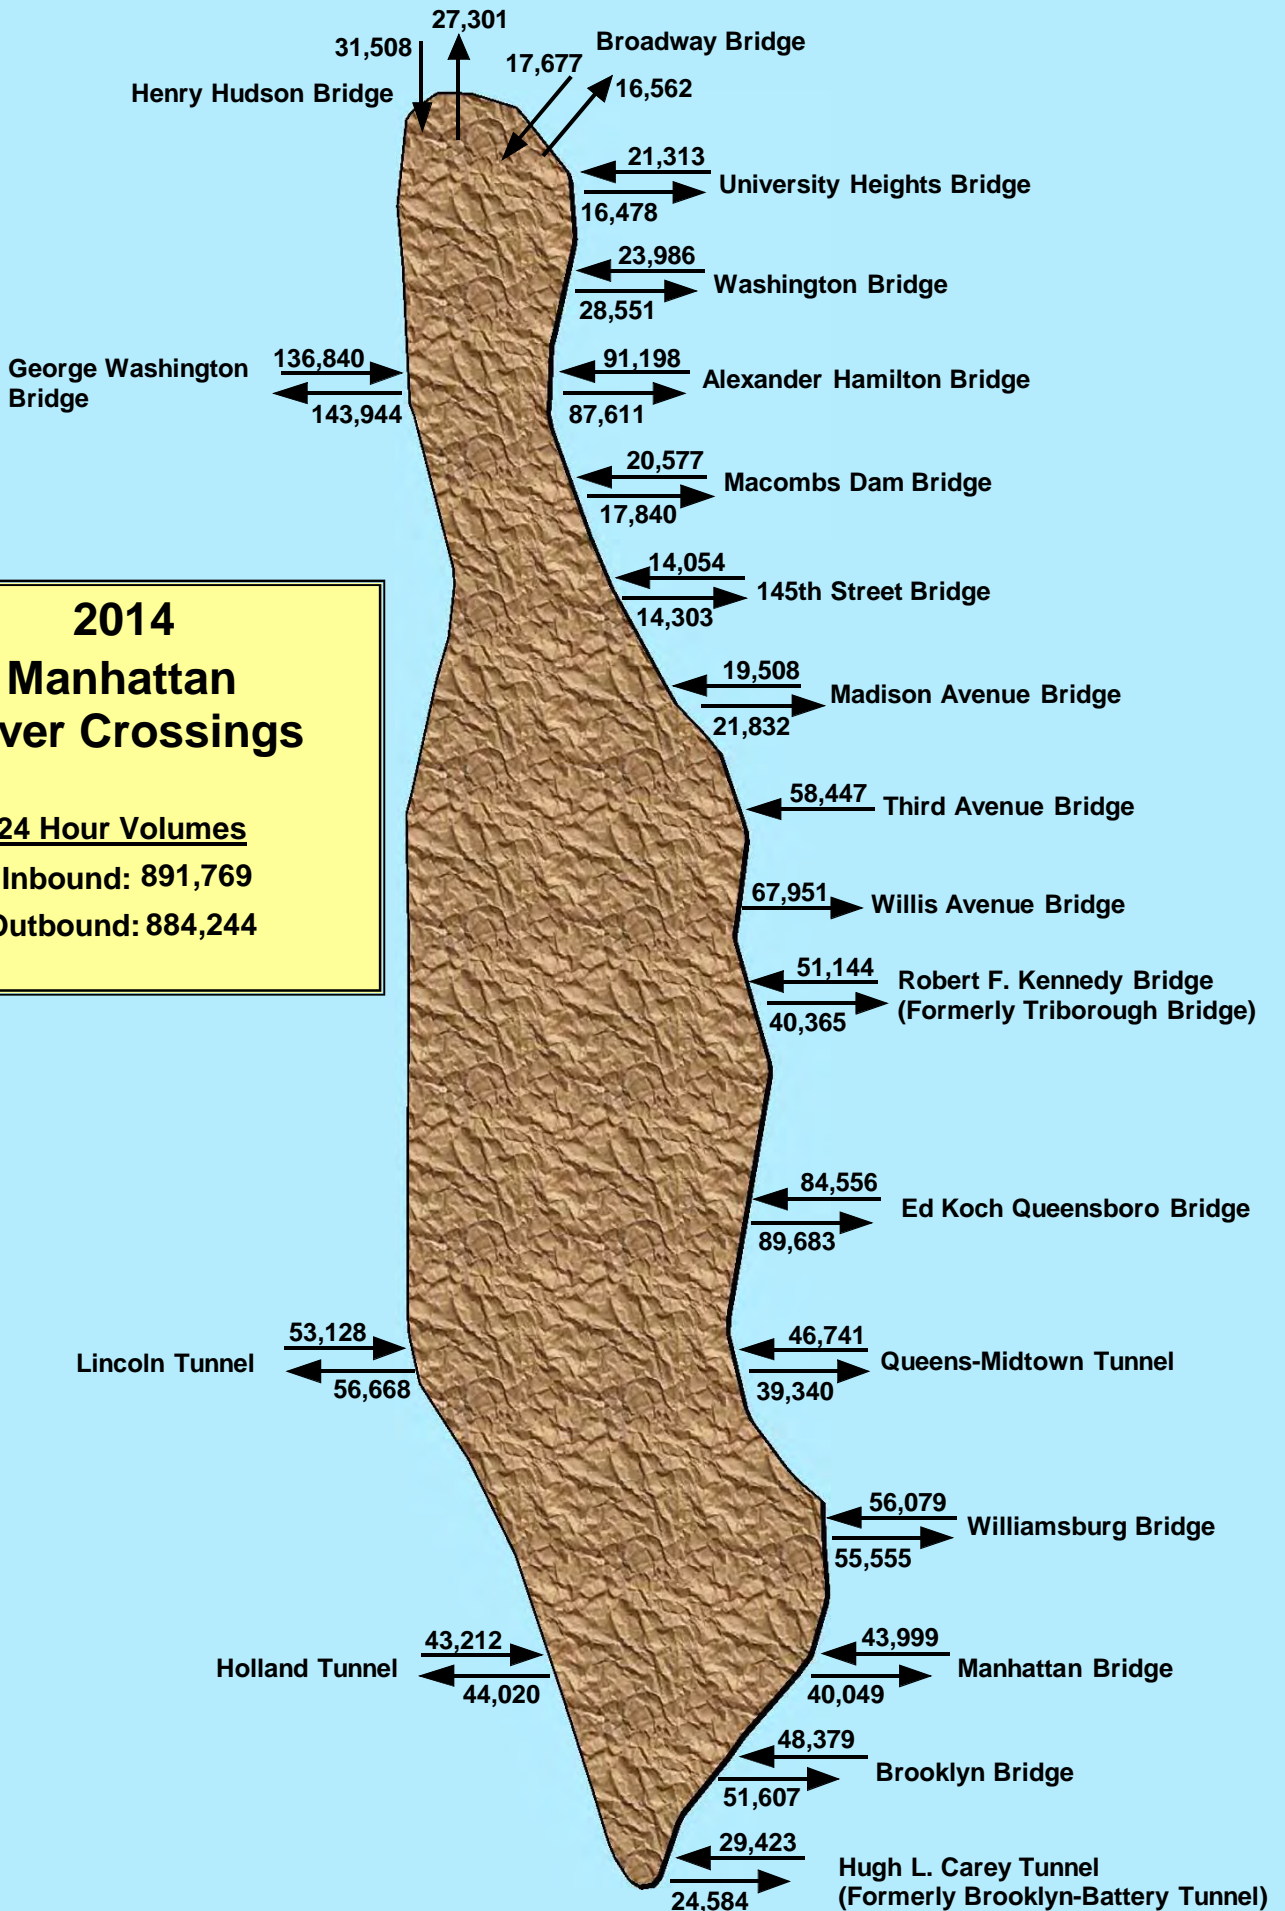 27,301
31,508
Broadway Bridge
17,677
16,562
Henry Hudson Bridge
21,313
University Heights Bridge
16,478
23,986
Washington Bridge
28,551
George Washington
Bridge
136,840
143,944
91,198
Alexander Hamilton Bridge
87,611
20,577
Macombs Dam Bridge
17,840
14,054
145th Street Bridge
14,303
2014
Manhattan
ver Crossings
24 Hour Volumes
Inbound: 891,769
Outbound: 884,244
19,508
Madison Avenue Bridge
21,832
58,447
Third Avenue Bridge
67,951
Willis Avenue Bridge
51,144
Robert F. Kennedy Bridge
(Formerly Triborough Bridge)
40,365
84,556
Ed Koch Queensboro Bridge
89,683
53,128
Lincoln Tunnel
56,668
46,741
Queens-Midtown Tunnel
39,340
56,079
Williamsburg Bridge
55,555
43,212
Holland Tunnel
44,020
43,999
Manhattan Bridge
40,049
48,379
Brooklyn Bridge
51,607
29,423
Hugh L. Carey Tunnel
(Formerly Brooklyn-Battery Tunnel)
24,584